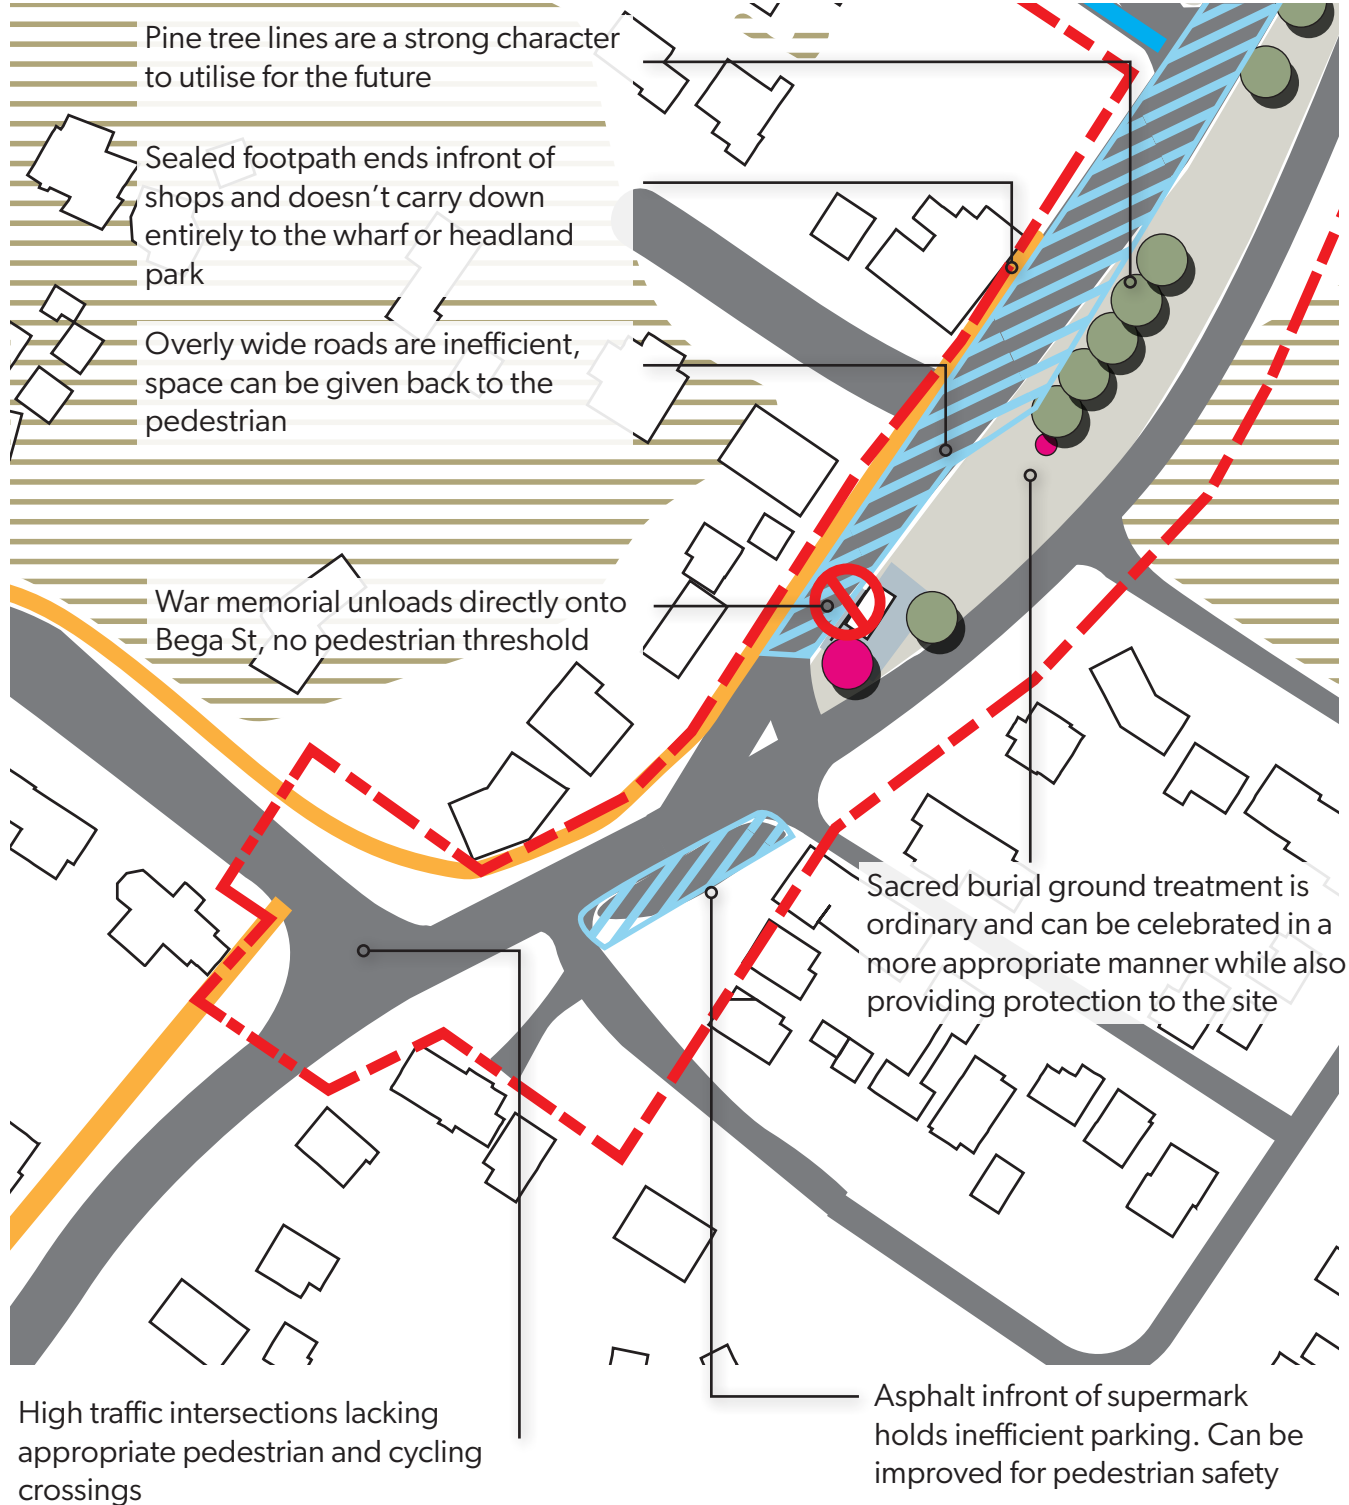 Pine tree lines are a strong character
to utilise for the future
Sealed footpath ends infront of
shops and doesn’t carry down
entirely to the wharf or headland
park
Overly wide roads are inefficient,
space can be given back to the
pedestrian
War memorial unloads directly onto
Bega St, no pedestrian threshold
Sacred burial ground treatment is
ordinary and can be celebrated in a
more appropriate manner while also
providing protection to the site
High traffic intersections lacking
appropriate pedestrian and cycling
crossings
Asphalt infront of supermark
holds inefficient parking. Can be
improved for pedestrian safety